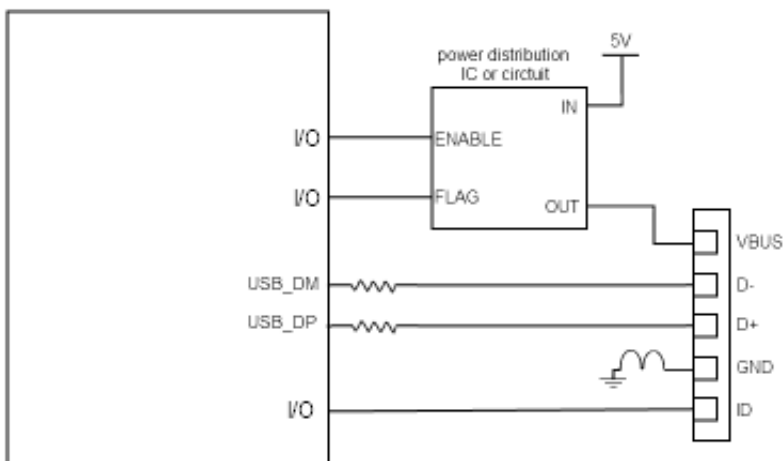 5V
power distribution
IC or circtuit
IN
I/O
ENABLE
I/O
FLAG
OUT
VBUS
USB_DM
D-
USB_DP
D+
GND
I/O
ID